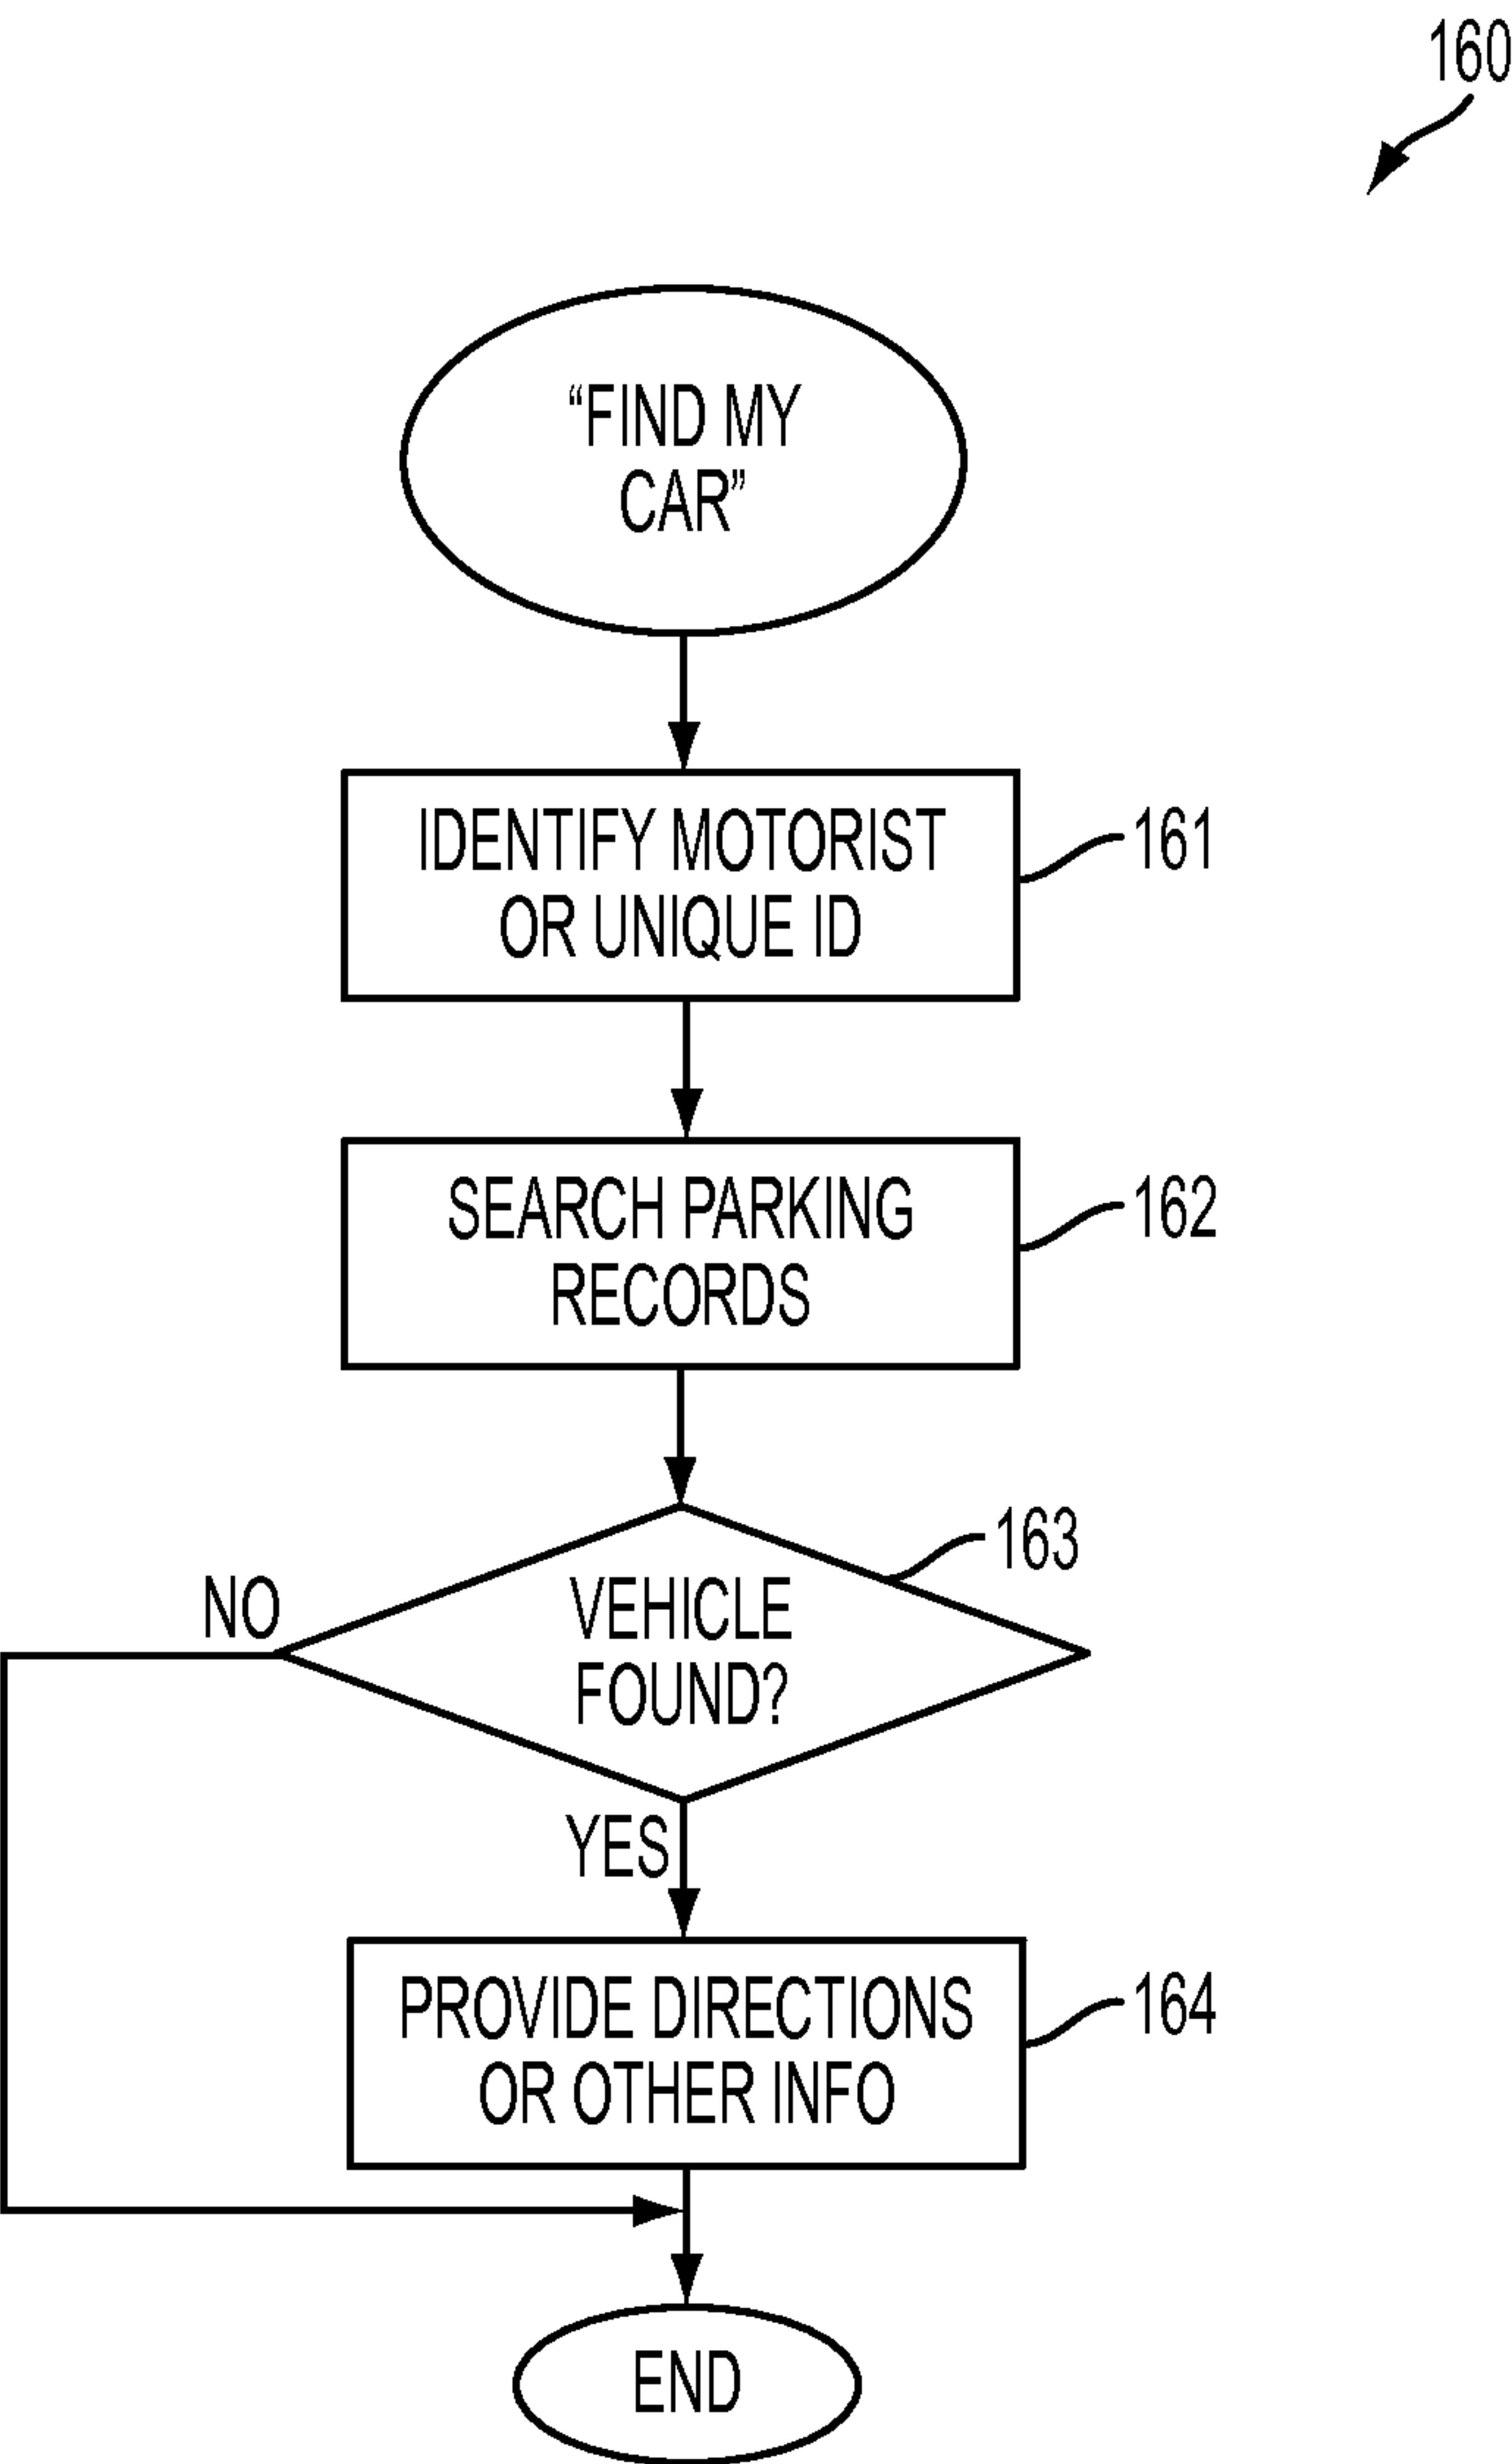 160
“FIND MY
CAR”
IDENTIFY MOTORIST
OR UNIQUE ID
161
SEARCH PARKING
RECORDS
162
163
NO
VEHICLE
FOUND?
YES
PROVIDE DIRECTIONS
OR OTHER INFO
164
END